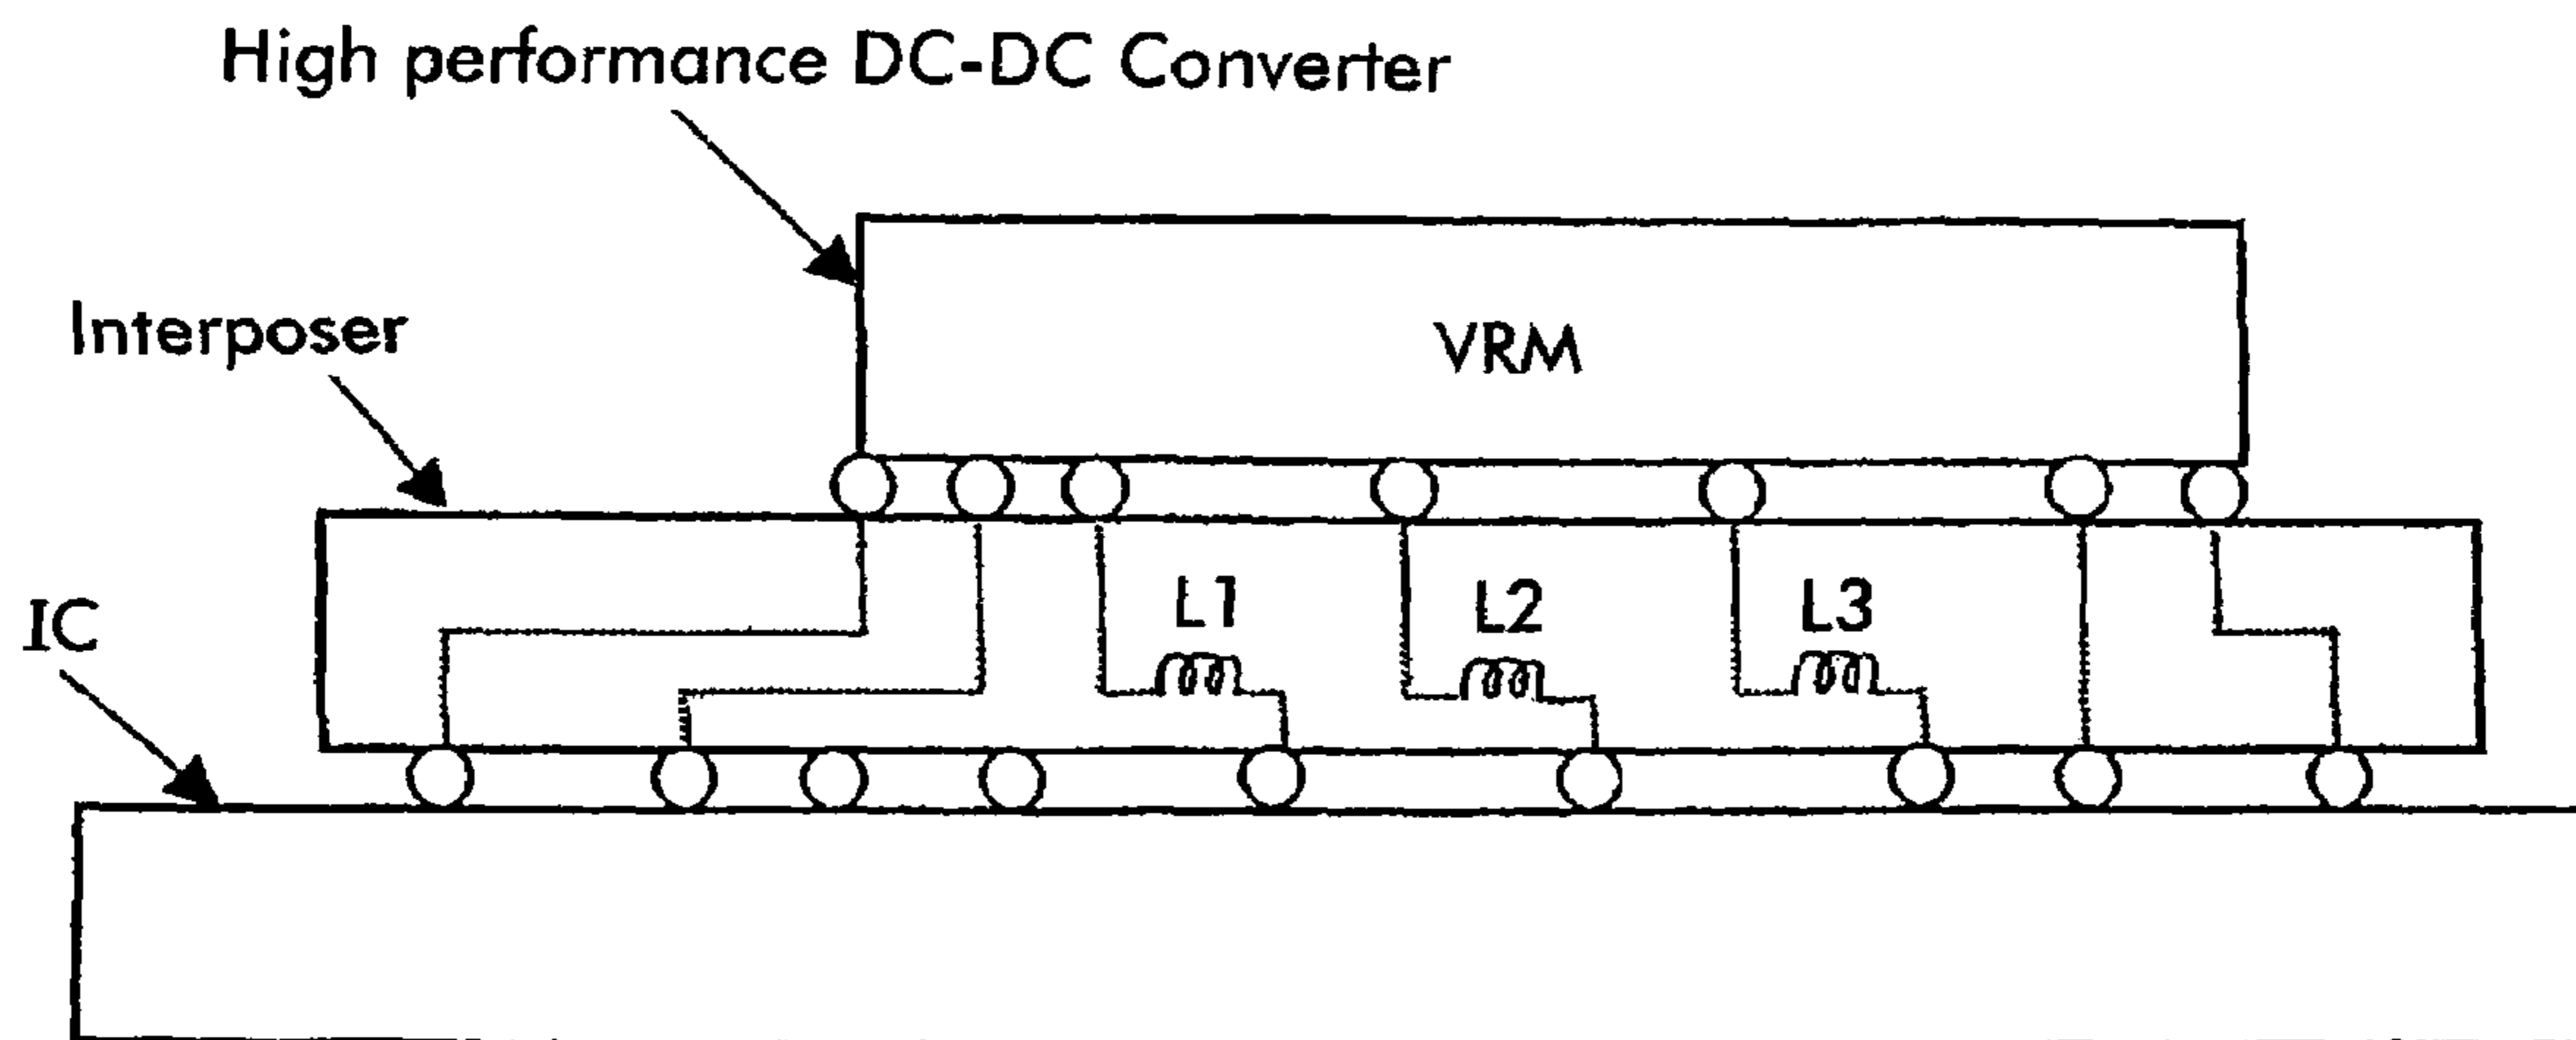 High performance DC-DC Converter
VRM
Interposer
L1 L2 L3
IC